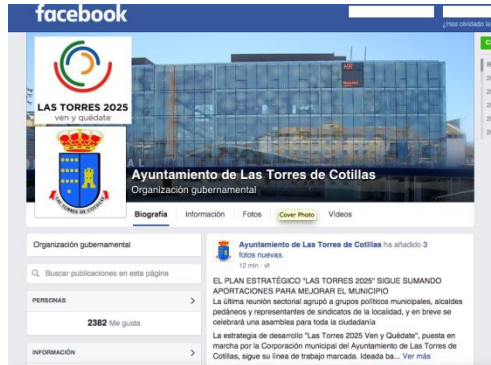 facebook
¿Has olvidado la
LAS TORRES 2025
ven y quédate
LAS TORRES DE COTILLAS
Ayuntamiento de Las Torres de Cotillas
Organización gubernamental
Biografía Información Fotos Cover Photo Vídeos
Organización gubernamental
Buscar publicaciones en esta página
PERSONAS
2382 Me gusta
INFORMACIÓN
Ayuntamiento de Las Torres de Cotillas ha añadido 3
fotos nuevas.
12 min
EL PLAN ESTRATÉGICO "LAS TORRES 2025" SIGUE SUMANDO
APORTACIONES PARA MEJORAR EL MUNICIPIO
La última reunión sectorial agrupó a grupos políticos municipales, alcaldes
pedáneos y representantes de sindicatos de la localidad, y en breve se
celebrará una asamblea para toda la ciudadanía
La estrategia de desarrollo "Las Torres 2025 Ven y Quédate", puesta en
marcha por la Corporación municipal del Ayuntamiento de Las Torres de
Cotillas, sigue su línea de trabajo marcada. Ideada ba... Ver más